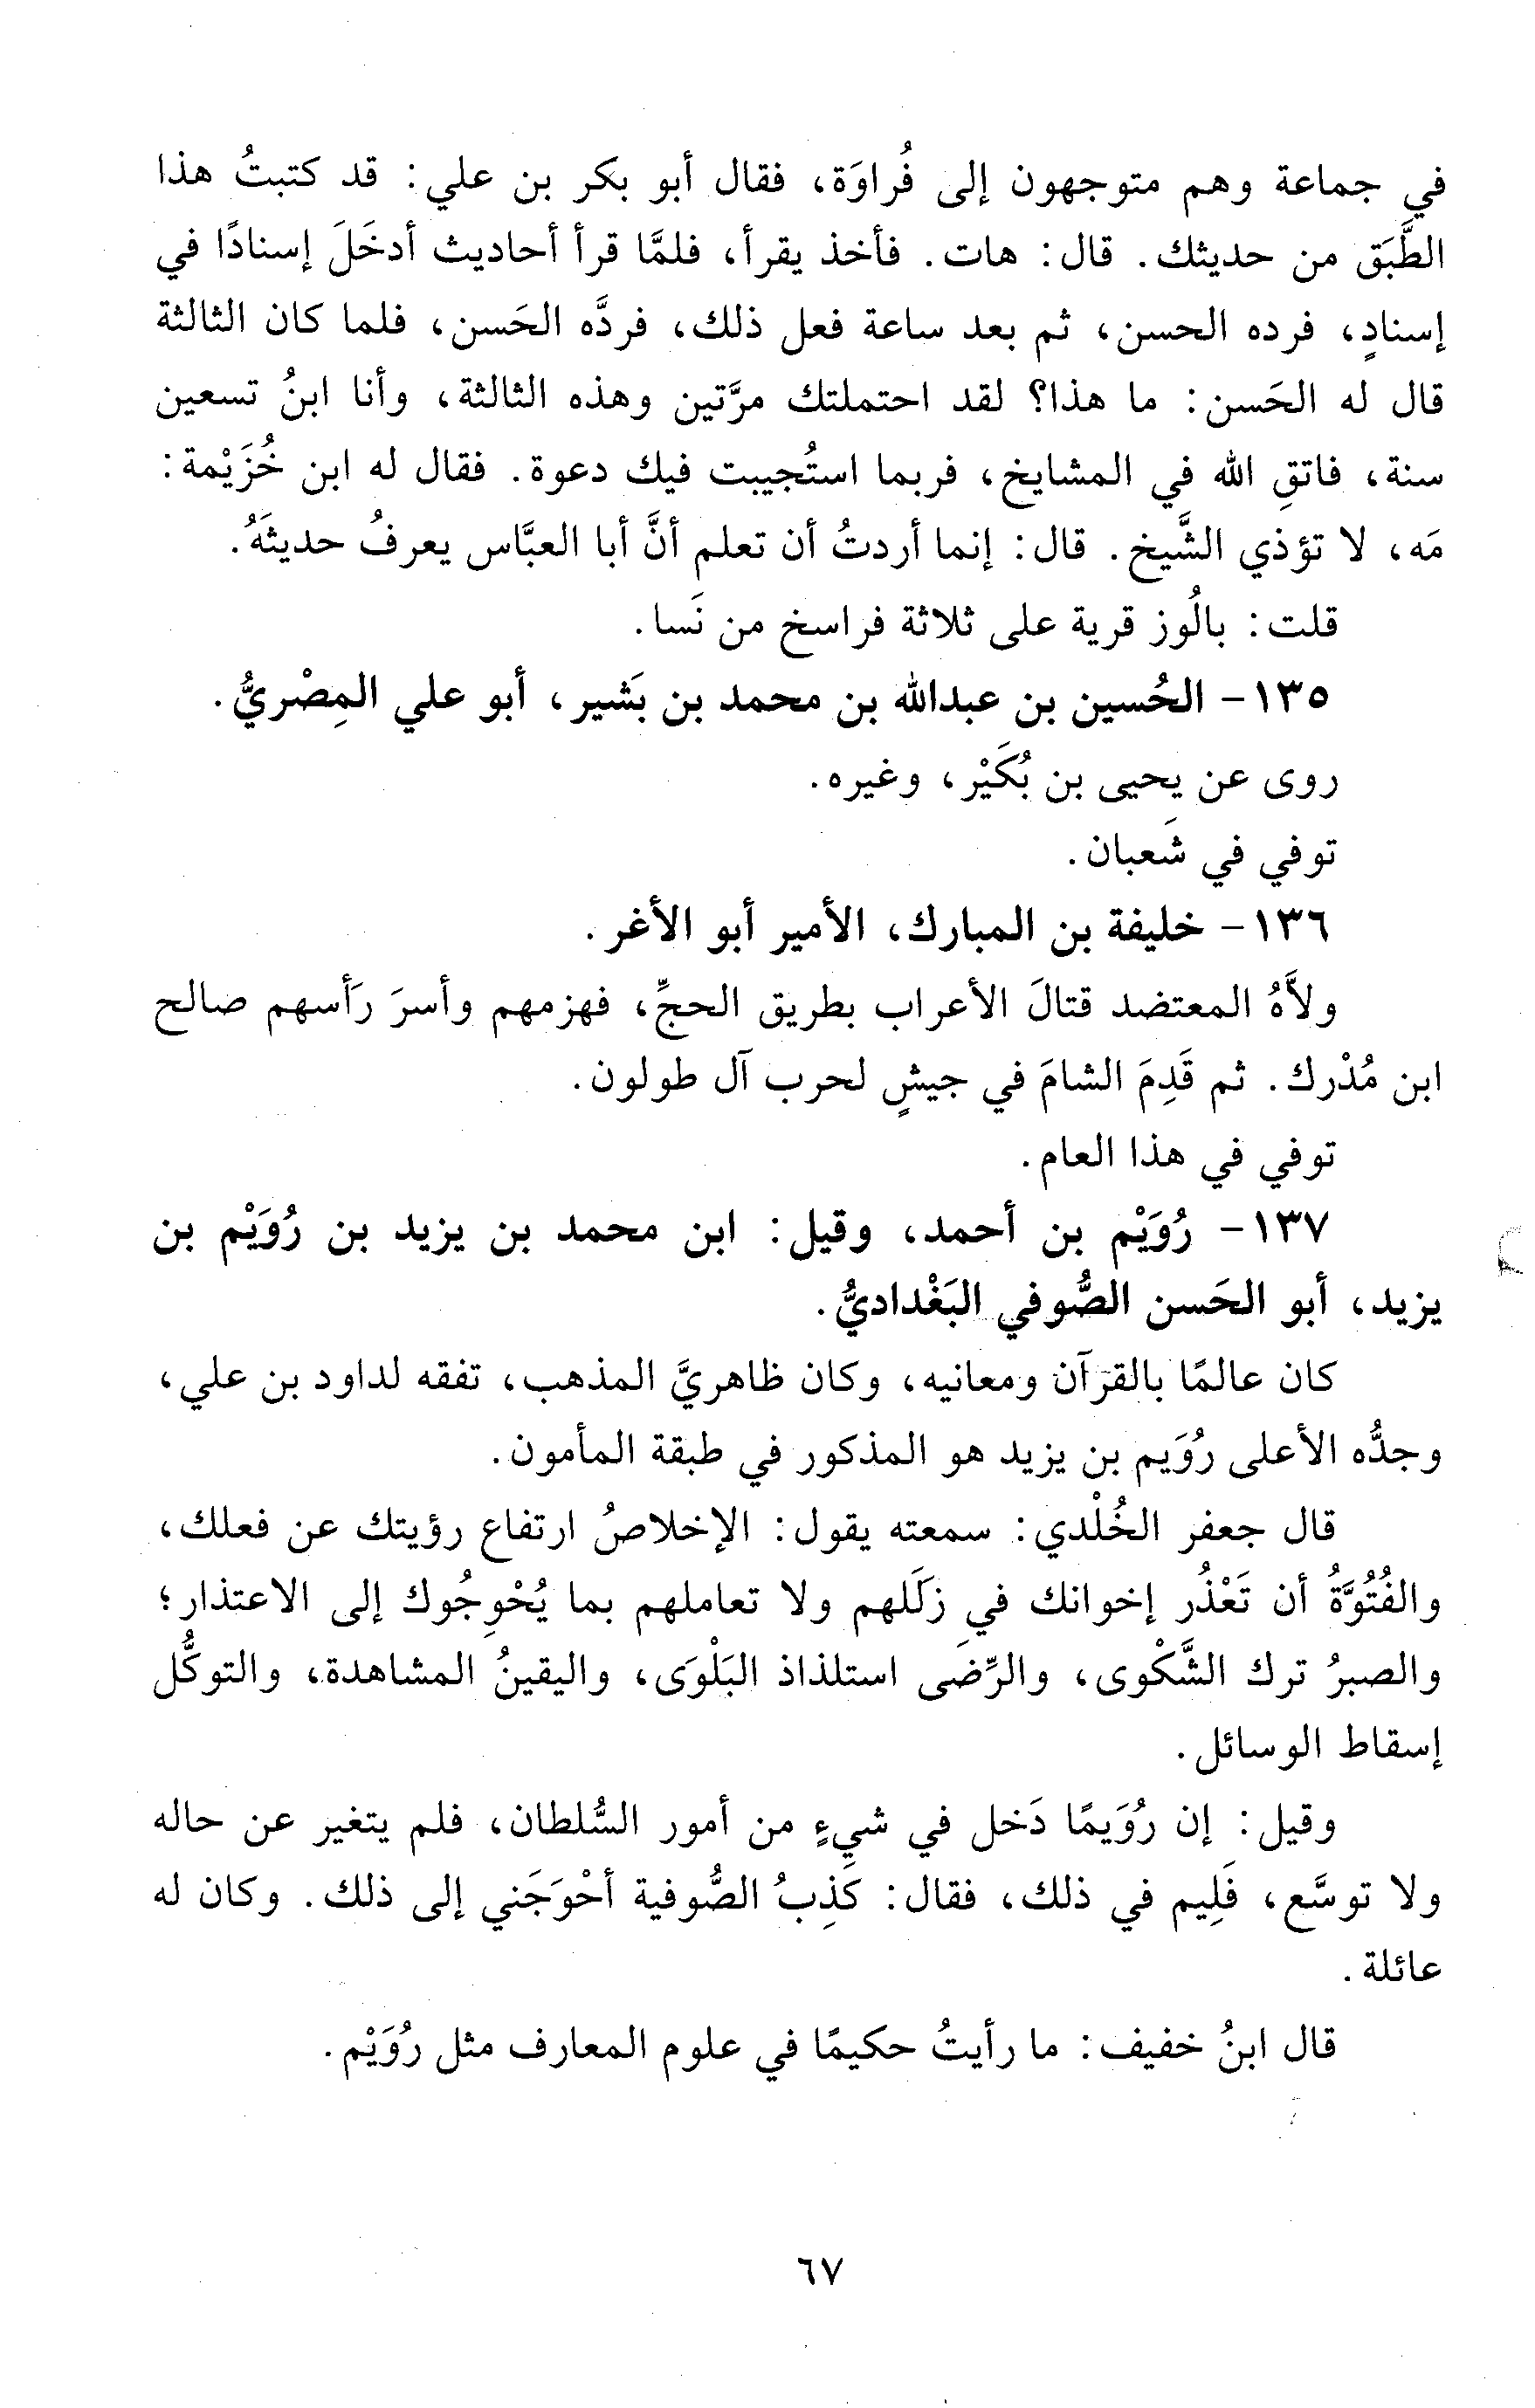 في جماعة وهم متوجهون إلى فُراوَة، فقال أبو بكر بن علي: قد كتبتُ هذا
الطَّبَق من حديثك. قال: هات. فأخذ يقرأ، فلمَّا قرأ أحاديث أدخَلَ إسنادًا في
إسنادٍ، فرده الحسن، ثم بعد ساعة فعل ذلك، فردَّه الحَسن، فلما كان الثالثة
قال له الحَسن: ما هذا؟ لقد احتملتك مرَّتين وهذه الثالثة، وأنا ابنُ تسعين
سنة، فاتقِ الله في المشايخ، فربما استُجيبت فيك دعوة. فقال له ابن خُزَيْمة:
مَه، لا تؤذي الشَّيخ. قال: إنما أردتُ أن تعلم أنَّ أبا العبَّاس يعرفُ حديثَهُ.
قلت: بالُوز قرية على ثلاثة فراسخ من نَسا.
١٣٥- الحُسين بن عبدالله بن محمد بن بَشير، أبو علي المِصْريُّ.
روى عن يحيى بن بُكَيْر، وغيره.
توفي في شَعبان.
١٣٦- خليفة بن المبارك، الأمير أبو الأغر.
ولاَّهُ المعتضد قتالَ الأعراب بطريق الحجِّ، فهزمهم وأسرَ رَأسهم صالح
ابن مُدْرك. ثم قَدِمَ الشامَ في جيشٍ لحرب آل طولون.
توفي في هذا العام.
١٣٧- رُوَيْم بن أحمد، وقيل: ابن محمد بن يزيد بن رُوَيْم بن
يزيد، أبو الحَسن الصُّوفي البَغْداديُّ.
كان عالمًا بالقرآن ومعانيه، وكان ظاهريَّ المذهب، تفقه لداود بن علي،
وجدُّه الأعلى رُوَيم بن يزيد هو المذكور في طبقة المأمون.
قال جعفر الخُلْدي: سمعته يقول: الإخلاصُ ارتفاع رؤيتك عن فعلك،
والفُتُوَّةُ أن تَعْذُر إخوانك في زلَلهم ولا تعاملهم بما يُحْوِجُوك إلى الاعتذار؛
والصبرُ ترك الشَّكْوى، والرِّضَى استلذاذ البَلْوَى، واليقينُ المشاهدة، والتوكُّل
إسقاط الوسائل.
وقيل: إن رُوَيمًا دَخل في شيءٍ من أمور السُّلطان، فلم يتغير عن حاله
ولا توسَّع، فَلِيم في ذلك، فقال: كَذِبُ الصُّوفية أحْوَجَني إلى ذلك. وكان له
عائلة.
قال ابنُ خفيف: ما رأيتُ حكيمًا في علوم المعارف مثل رُوَيْم.
٦٧